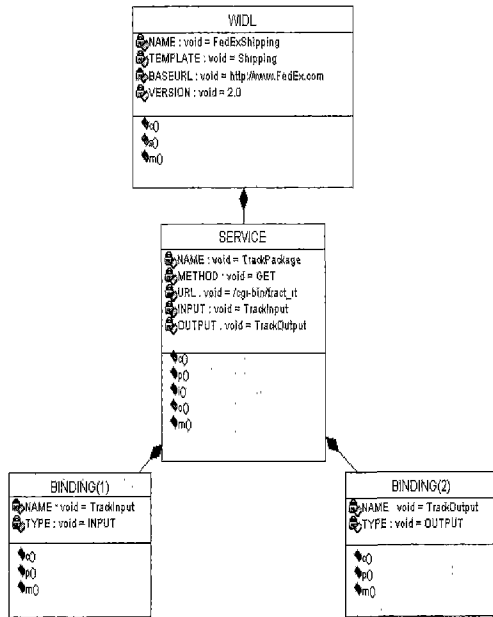 WIDL
NAME : void = FedExShipping
TEMPLATE : void = Shipping
BASEURL : void = http://www.FedEx.com
VERSION : void = 2.0
c()
s()
m()
SERVICE
NAME : void = TrackPackage
METHOD : void = GET
URL : void = /cgi-bin/tract_it
INPUT : void = TrackInput
OUTPUT : void = TrackOutput
c()
p()
i()
o()
m()
BINDING(1)
NAME : void = TrackInput
TYPE : void = INPUT
c()
p()
m()
BINDING(2)
NAME void = TrackOutput
TYPE : void = OUTPUT
c()
p()
m()